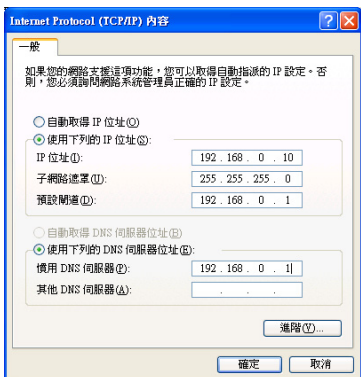 Internet Protocol (TCP/IP) 內容
一般
如果您的網路支援這項功能，您可以取得自動指派的 IP 設定。否
則，您必須詢問網路系統管理員正確的 IP 設定。
自動取得 IP 位址(O)
使用下列的 IP 位址(S):
IP 位址(I): 192 . 168 . 0 . 10
子網路遮罩(U): 255 . 255 . 255 . 0
預設閘道(D): 192 . 168 . 0 . 1
自動取得 DNS 伺服器位址(B)
使用下列的 DNS 伺服器位址(E):
慣用 DNS 伺服器(P): 192 . 168 . 0 . 1
其他 DNS 伺服器(A): . . .
進階(V)...
確定 取消